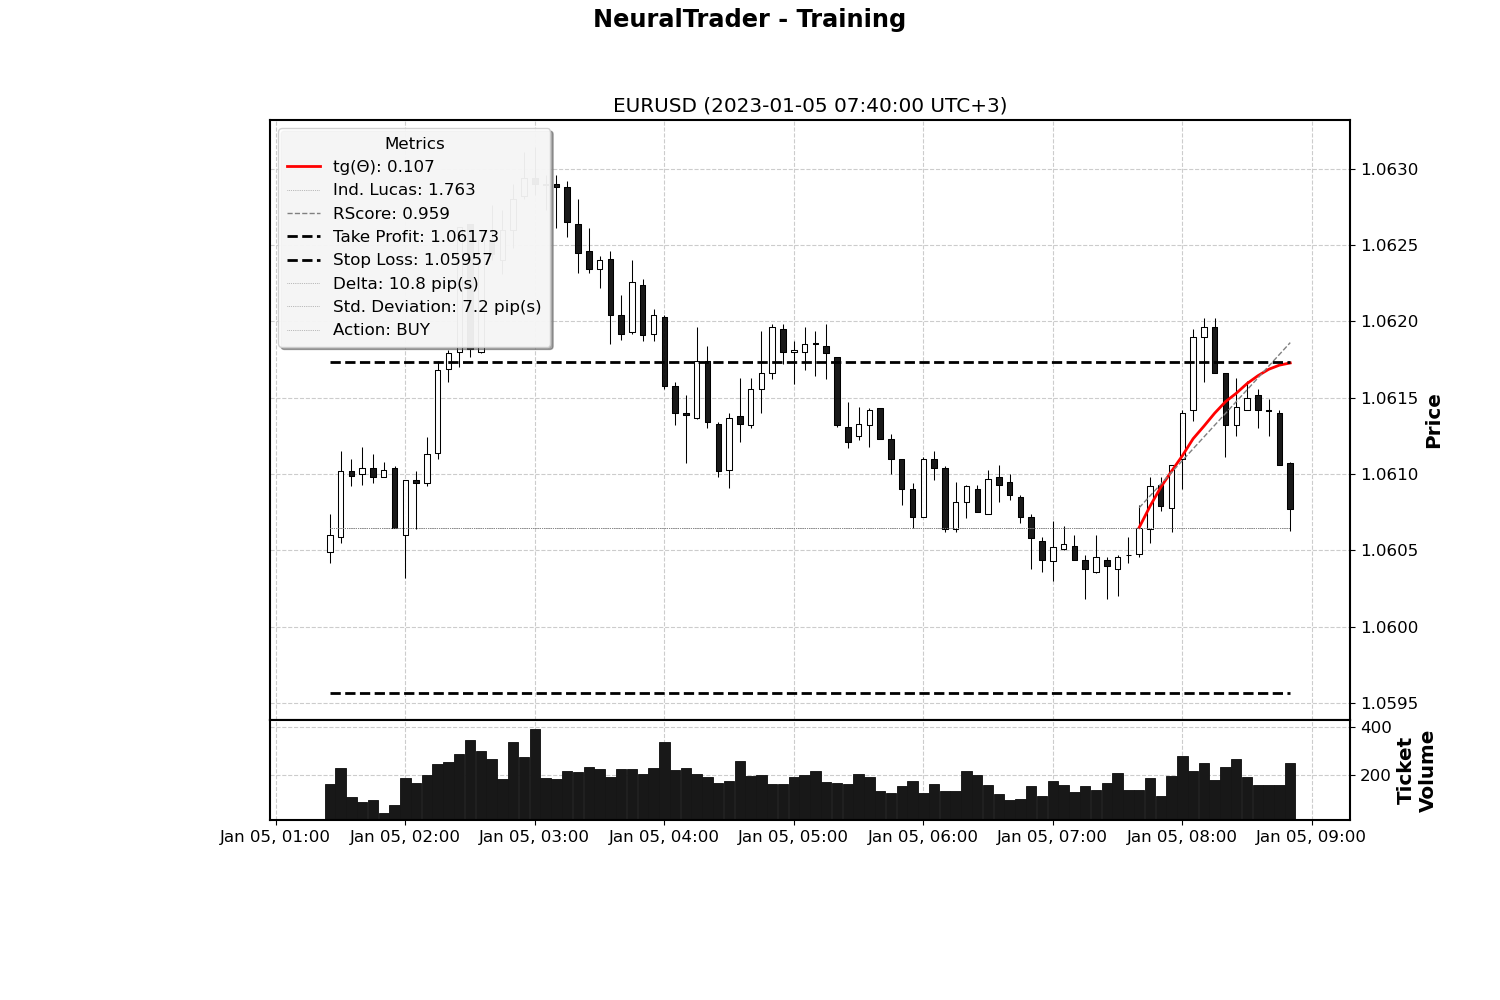 NeuralTrader - Training
EURUSD (2023-01-05 07:40:00 UTC+3)
Metrics
tg(Θ): 0.107
Ind. Lucas: 1.763
RScore: 0.959
Take Profit: 1.06173
Stop Loss: 1.05957
Delta: 10.8 pip(s)
Std. Deviation: 7.2 pip(s)
Action: BUY
1.0630
1.0625
1.0620
1.0615
1.0610
1.0605
1.0600
1.0595
Price
400
200
Ticket
Volume
Jan 05, 01:00
Jan 05, 02:00
Jan 05, 03:00
Jan 05, 04:00
Jan 05, 05:00
Jan 05, 06:00
Jan 05, 07:00
Jan 05, 08:00
Jan 05, 09:00